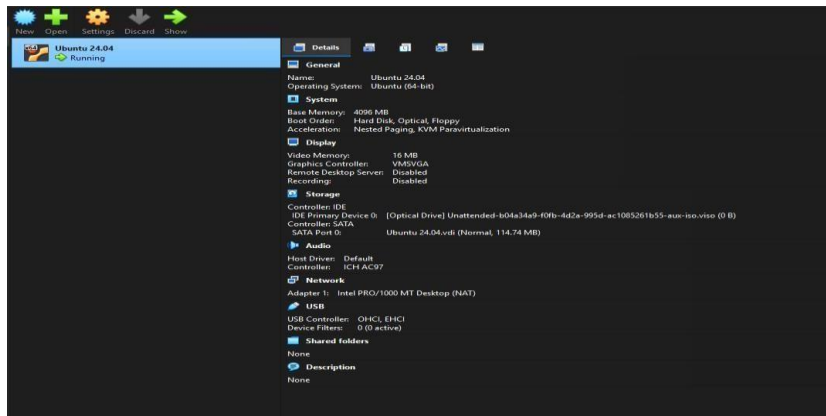 New Open Settings Discard Show
Ubuntu 24.04
Running
Details
General
Name: Ubuntu 24.04
Operating System: Ubuntu (64-bit)
System
Base Memory: 4096 MB
Boot Order: Hard Disk, Optical, Floppy
Acceleration: Nested Paging, KVM Paravirtualization
Display
Video Memory: 16 MB
Graphics Controller: VMSVGA
Remote Desktop Server: Disabled
Recording: Disabled
Storage
Controller: IDE
IDE Primary Device 0: [Optical Drive] Unattended-b04a34a9-f0fb-4d2a-995d-ac1085261b55-aux-iso.viso (0 B)
Controller: SATA
SATA Port 0: Ubuntu 24.04.vdi (Normal, 114.74 MB)
Audio
Host Driver: Default
Controller: ICH AC97
Network
Adapter 1: Intel PRO/1000 MT Desktop (NAT)
USB
USB Controller: OHCI, EHCI
Device Filters: 0 (0 active)
Shared folders
None
Description
None